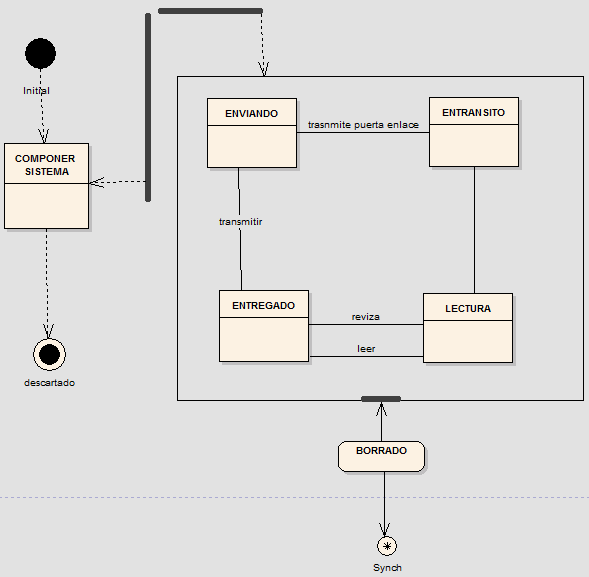 Initial
COMPONER
SISTEMA
descartado
ENVIANDO
trasnmite puerta enlace
ENTRANSITO
transmitir
ENTREGADO
reviza
leer
LECTURA
BORRADO
Synch